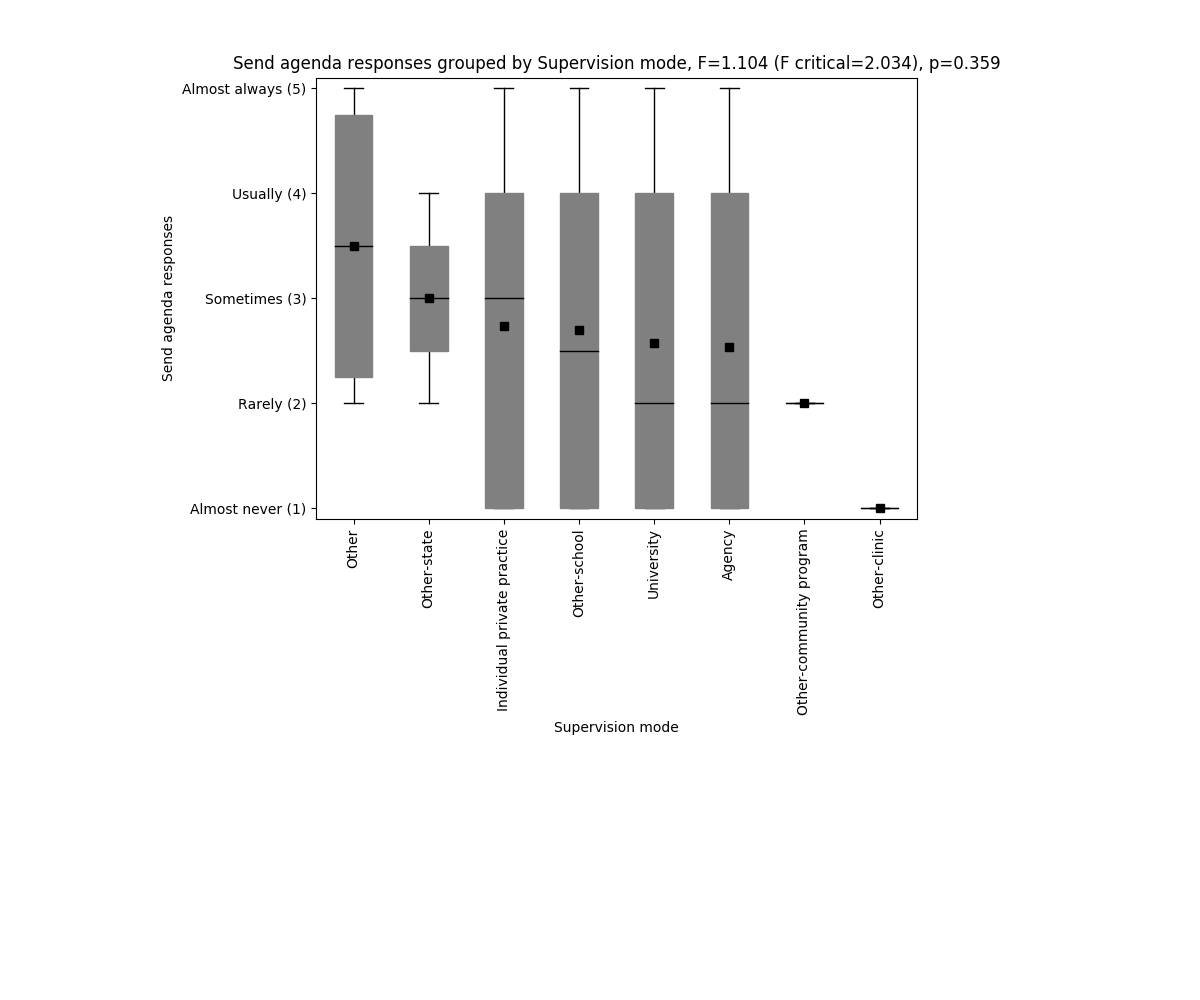 Send agenda responses grouped by Supervision mode, F=1.104 (F critical=2.034), p=0.359
Almost always (5)
Usually (4)
Sometimes (3)
Rarely (2)
Almost never (1)
Send agenda responses
Other
Other-state
Individual private practice
Other-school
University
Agency
Other-community program
Other-clinic
Supervision mode